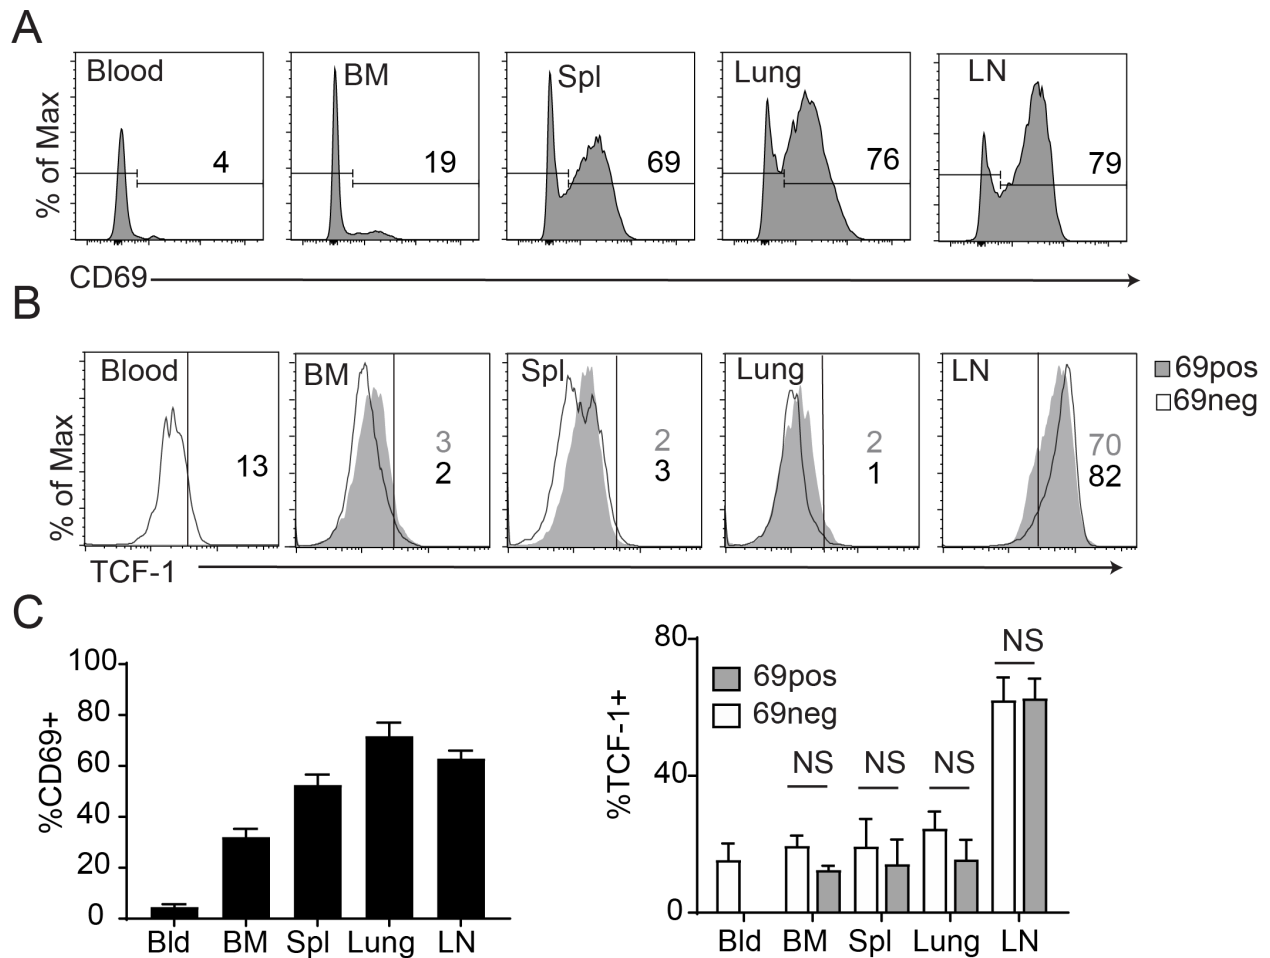 A
Blood
BM
Spl
Lung
LN
% of Max
4
19
69
76
79
CD69
B
Blood
BM
Spl
Lung
LN
69pos
69neg
% of Max
13
3
2
2
3
2
1
70
82
TCF-1
C
%CD69+
100
80
60
40
20
0
Bld BM Spl Lung LN
%TCF-1+
80
40
0
69pos
69neg
NS
NS
NS
NS
Bld BM Spl Lung LN